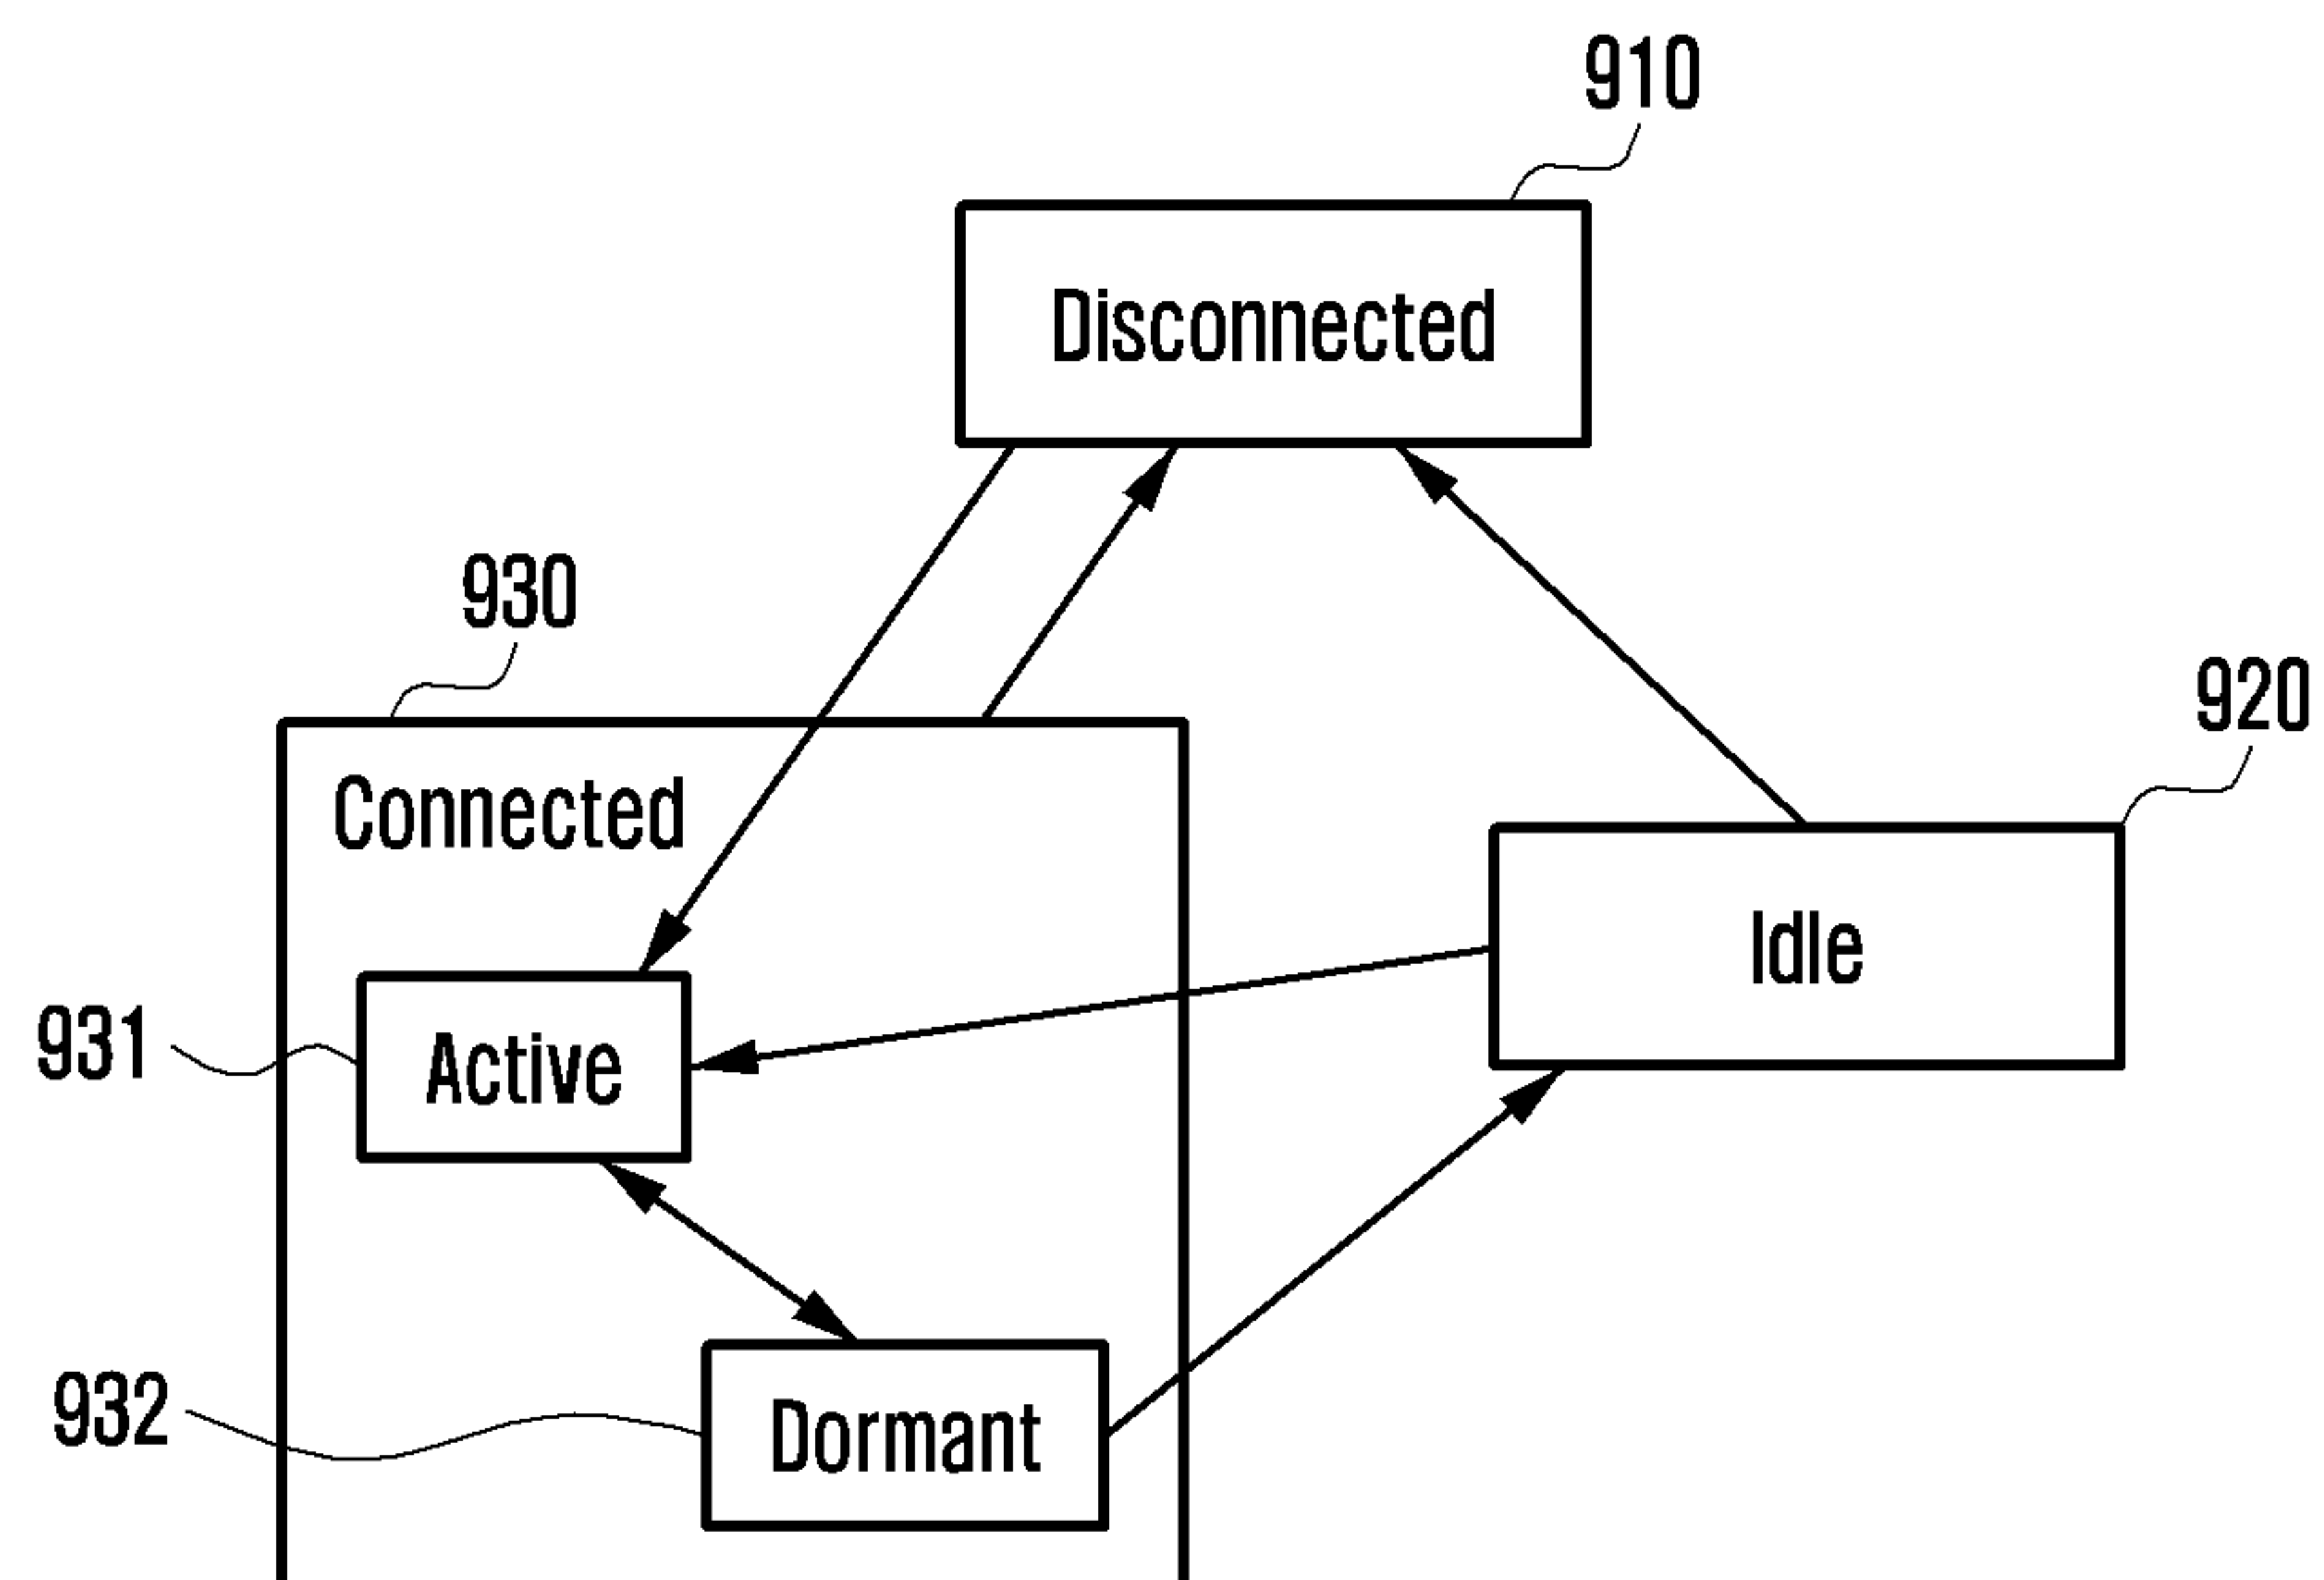 910
Disconnected
930
920
Connected
Idle
931
Active
932
Dormant